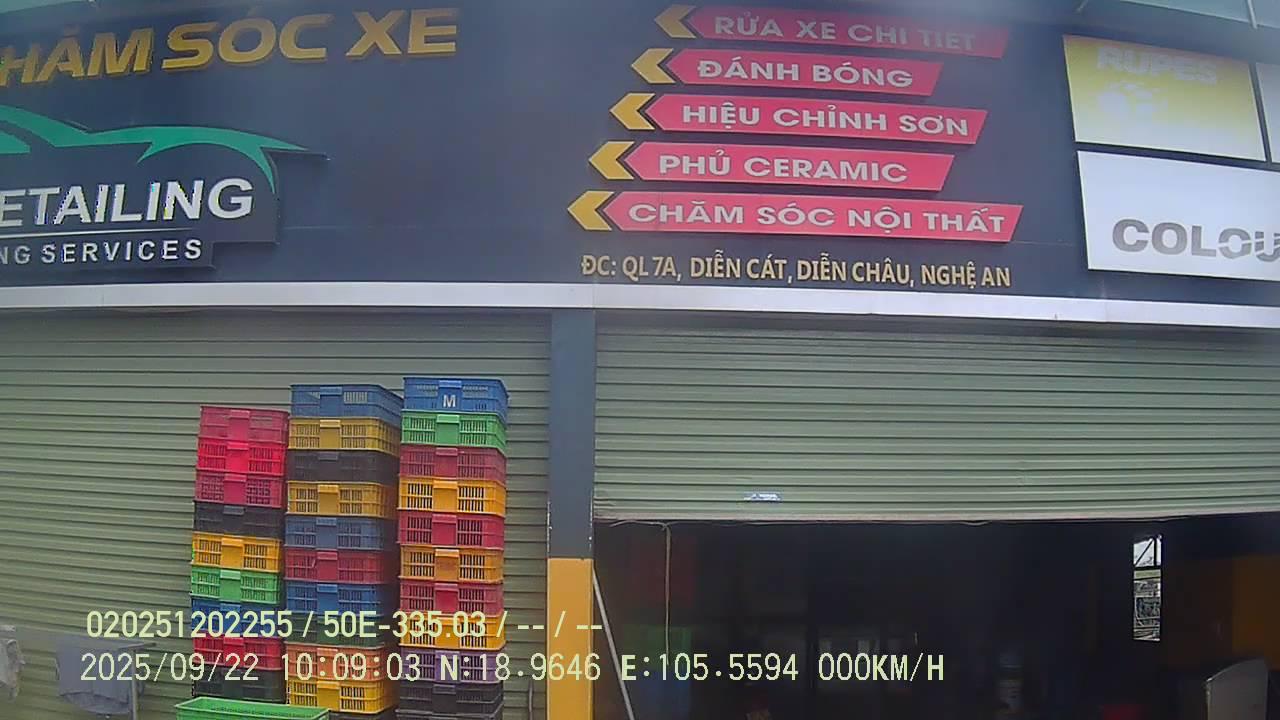 HĂM SÓC XE
ETAILING
NG SERVICES
RỬA XE CHI TIẾT
ĐÁNH BÓNG
HIỆU CHỈNH SƠN
PHỦ CERAMIC
CHĂM SÓC NỘI THẤT
ĐC: QL 7A, DIỄN CÁT, DIỄN CHÂU, NGHỆ AN
RUPES
COLOU
M
020251202255 / 50E-335.03 / -- / --
2025/09/22 10:09:03 N:18.9646 E:105.5594 000KM/H